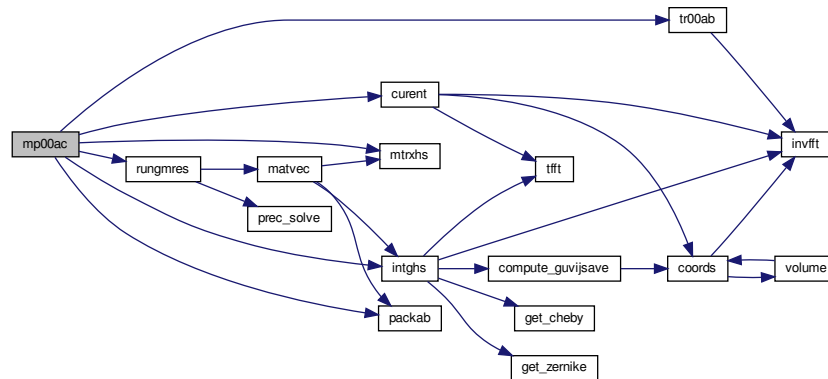 tr00ab
curent
mp00ac
mtrxhs
invfft
rungmres
matvec
tfft
prec_solve
intghs
compute_guvijsave
coords
volume
packab
get_cheby
get_zernike